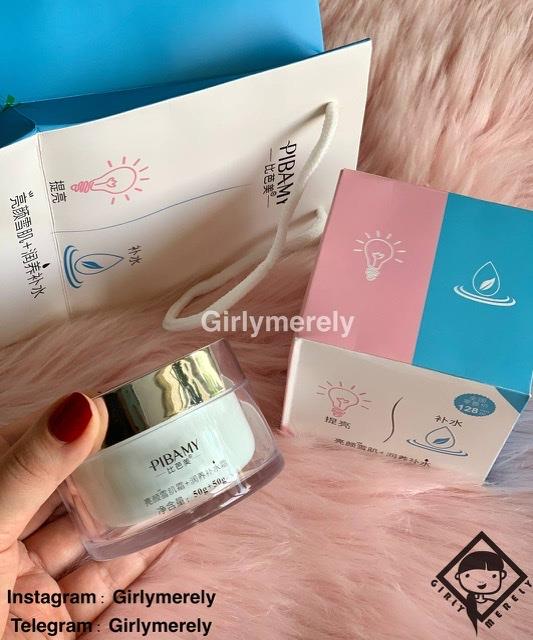 PIBAMY
比芭美®
提亮
补水
"亮颜雪肌+润养补水
Girlymerely
128
提亮
补水
亮颜雪肌+润养补水
PIBAMY
比芭美®
亮颜雪肌霜+润养补水霜
净含量：50g+50g
Instagram： Girlymerely
Telegram： Girlymerely
GIRLY MERELY